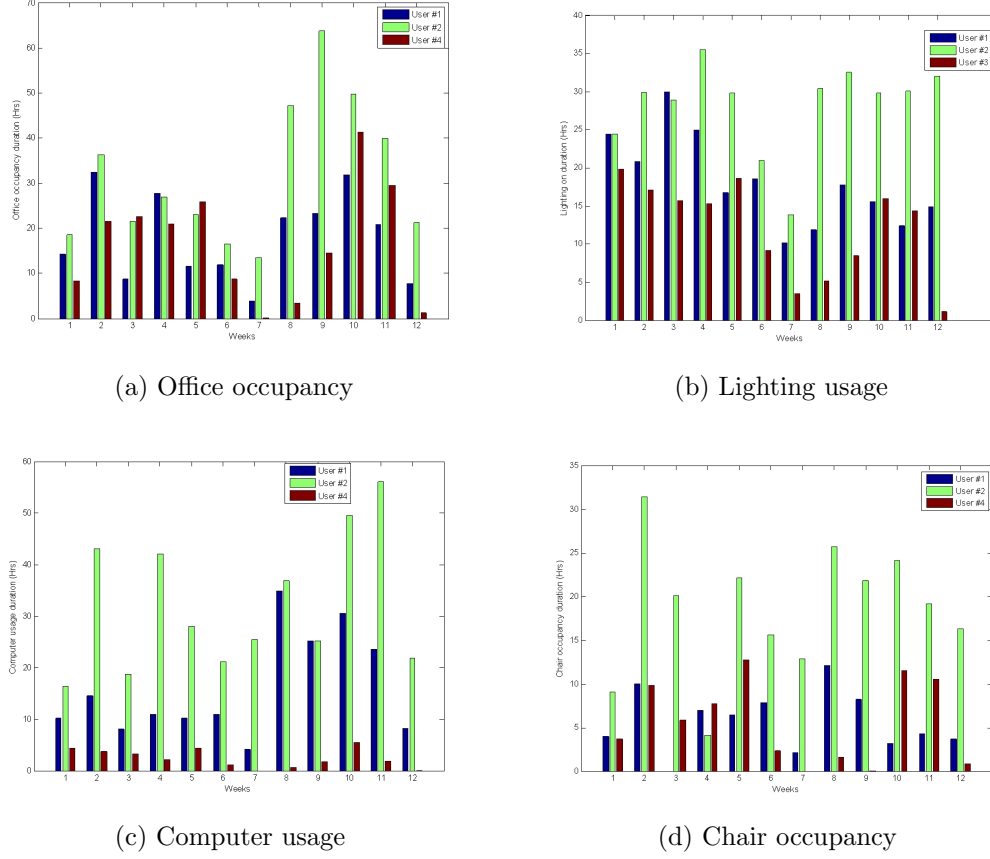 70
60
50
40
30
20
10
0
Office occupancy duration (Hrs)
User #1
User #2
User #4
1 2 3 4 5 6 7 8 9 10 11 12
Weeks
(a) Office occupancy
40
35
30
25
20
15
10
5
0
Lighting on duration (Hrs)
User #1
User #2
User #3
1 2 3 4 5 6 7 8 9 10 11 12
Weeks
(b) Lighting usage
60
50
40
30
20
10
0
Computer usage duration (Hrs)
User #1
User #2
User #4
1 2 3 4 5 6 7 8 9 10 11 12
Weeks
(c) Computer usage
35
30
25
20
15
10
5
0
Chair occupancy duration (Hrs)
User #1
User #2
User #4
1 2 3 4 5 6 7 8 9 10 11 12
Weeks
(d) Chair occupancy